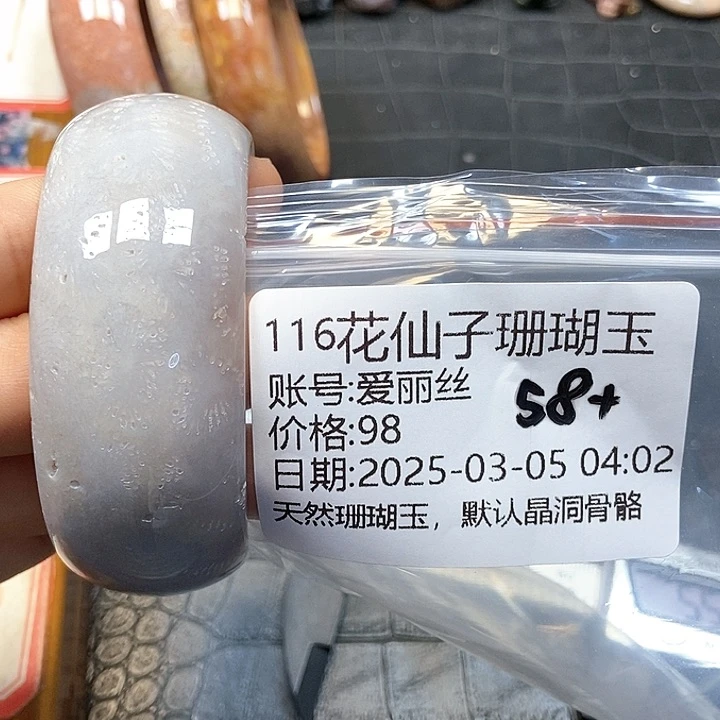 116花仙子珊瑚玉
账号:爱丽丝
58+
价格:98
日期:2025-03-05 04:02
天然珊瑚玉，默认晶洞骨骼